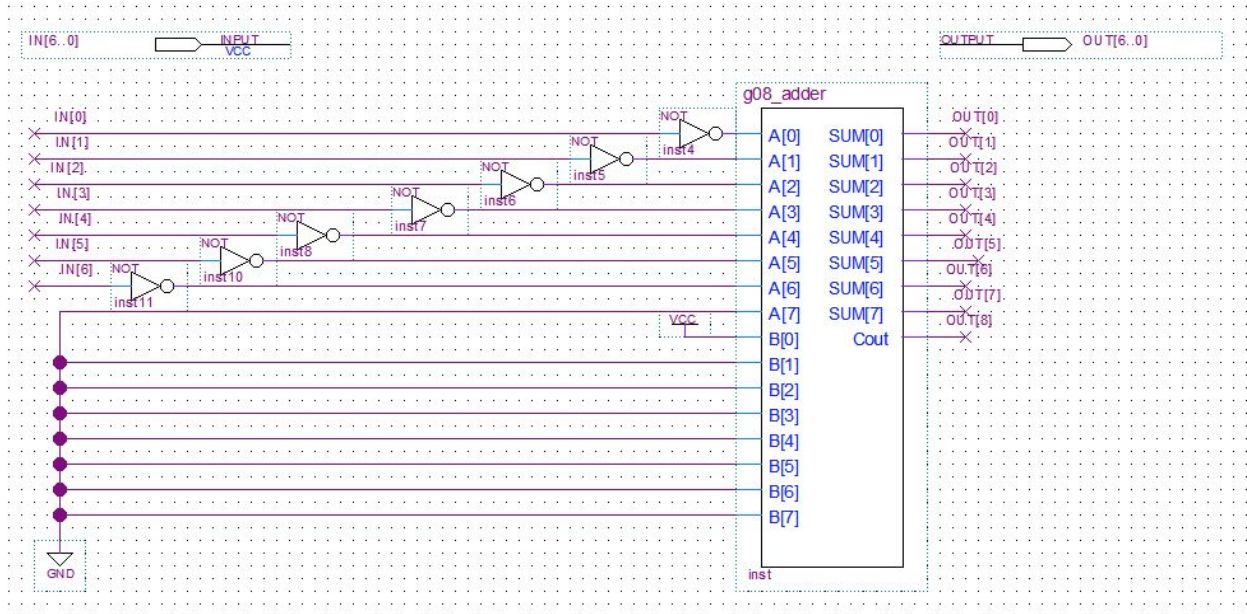 IN[6..0] INPUT VCC OUTPUT OUT[6..0]
g08_adder
IN[0] NOT inst4 A[0] SUM[0] OUT[0]
IN[1] NOT inst5 A[1] SUM[1] OUT[1]
IN[2] NOT inst6 A[2] SUM[2] OUT[2]
IN[3] NOT inst7 A[3] SUM[3] OUT[3]
IN[4] NOT inst8 A[4] SUM[4] OUT[4]
IN[5] NOT inst10 A[5] SUM[5] OUT[5]
IN[6] NOT inst11 A[6] SUM[6] OUT[6]
A[7] SUM[7] OUT[7]
VCC B[0] Cout OUT[8]
B[1]
B[2]
B[3]
B[4]
B[5]
B[6]
B[7]
GND inst